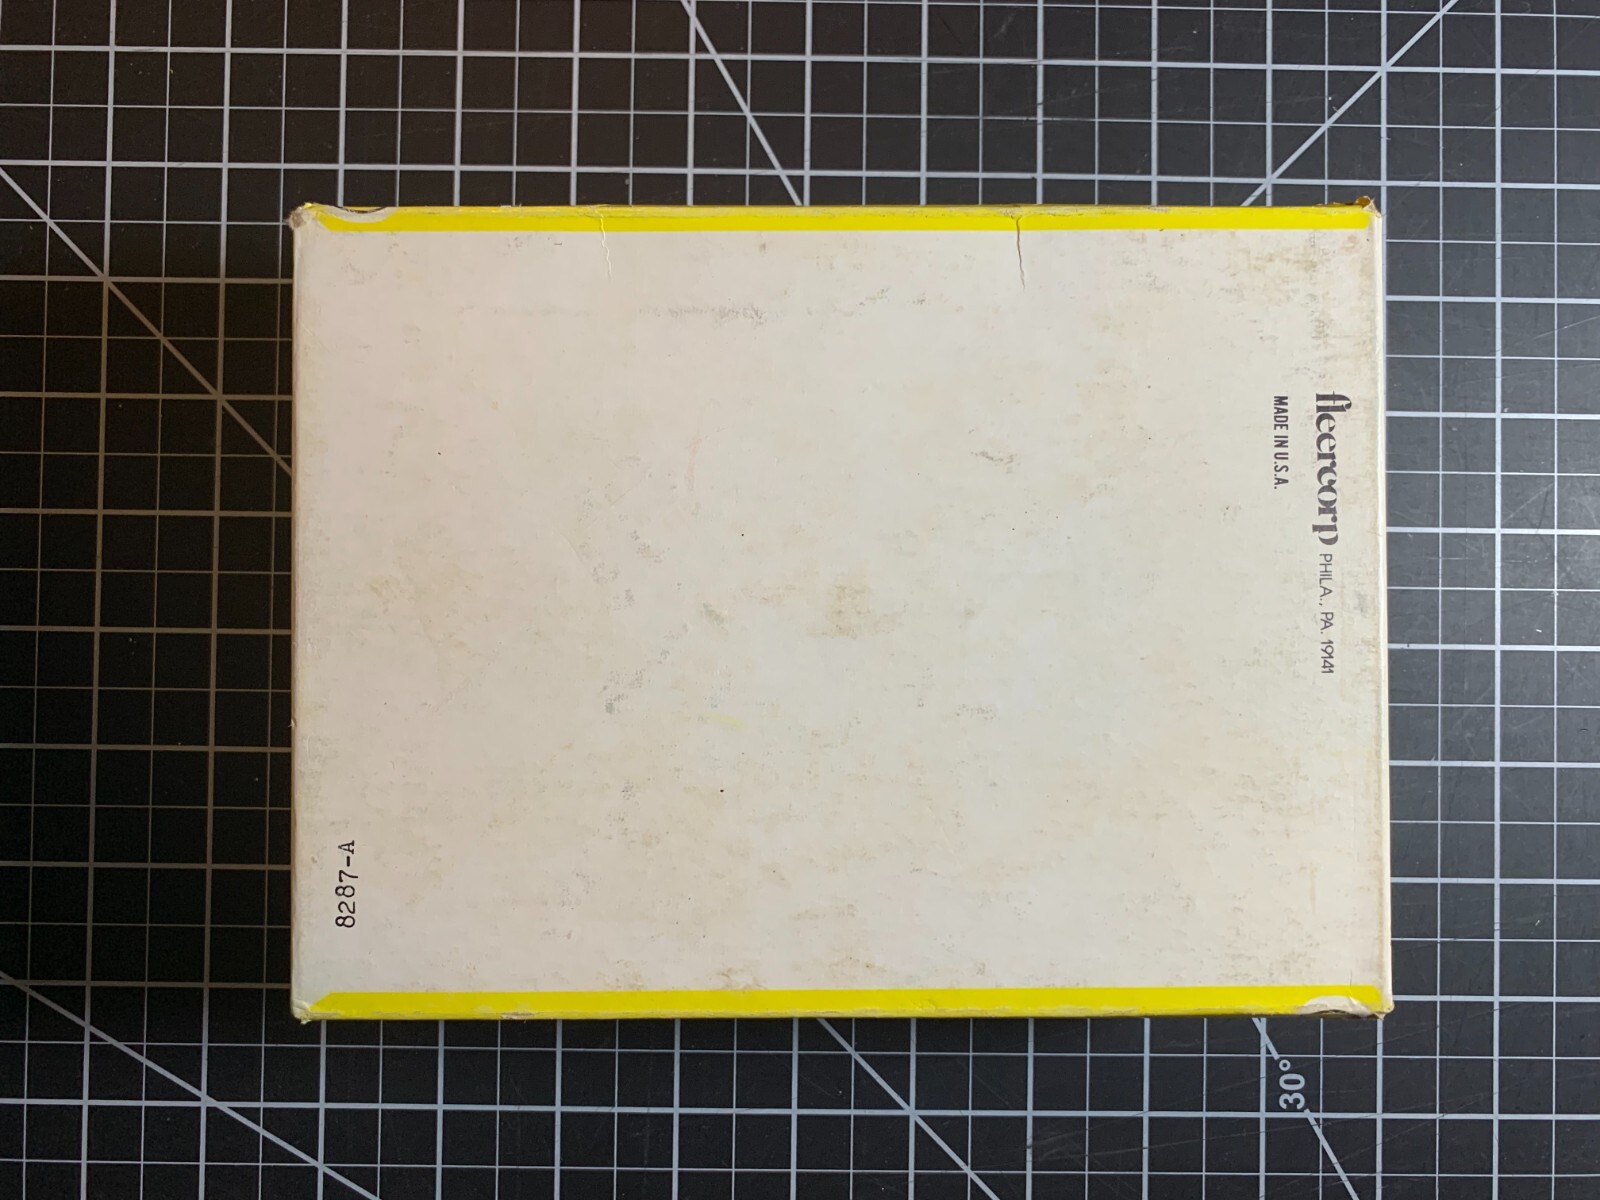 fleercorp PHILA., PA. 19141
MADE IN U.S.A.
8287-A
30°